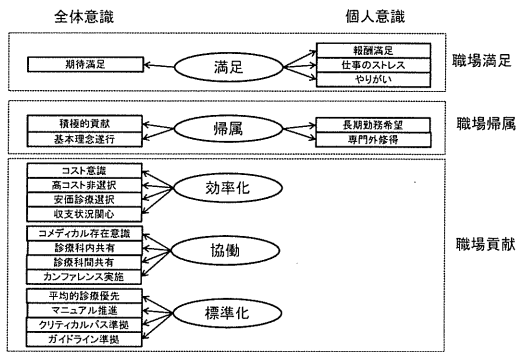 全体意識
個人意識
期待満足
満足
報酬満足
仕事のストレス
やりがい
職場満足
積極的貢献
基本理念遂行
帰属
長期勤務希望
専門外修得
職場帰属
コスト意識
高コスト非選択
安価診療選択
収支状況関心
効率化
コメディカル存在意識
診療科内共有
診療科間共有
カンファレンス実施
協働
職場貢献
平均的診療優先
マニュアル推進
クリティカルパス準拠
ガイドライン準拠
標準化